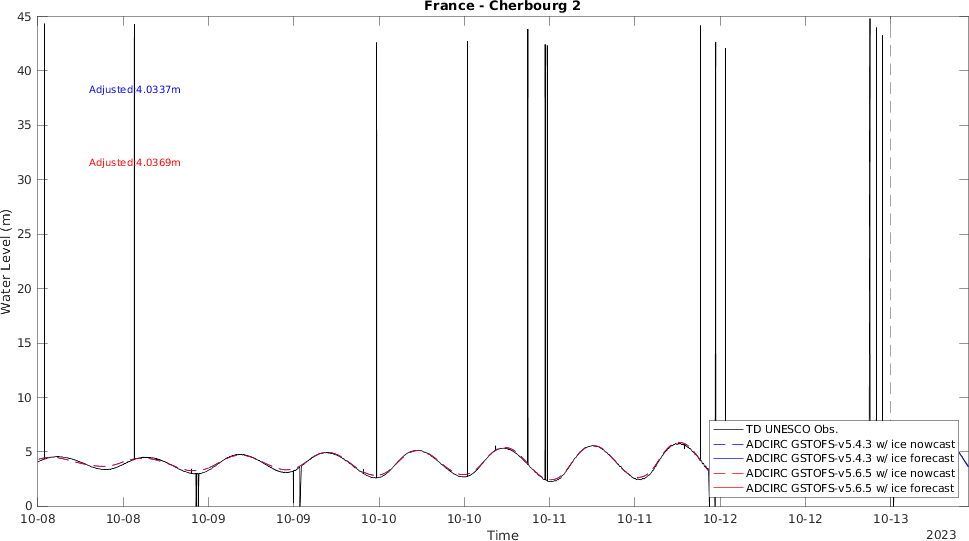 France - Cherbourg 2
45
40
35
30
25
20
15
10
5
0
Water Level (m)
Adjusted 4.0337m
Adjusted 4.0369m
TD UNESCO Obs.
ADCIRC GSTOFS-v5.4.3 w/ ice nowcast
ADCIRC GSTOFS-v5.4.3 w/ ice forecast
ADCIRC GSTOFS-v5.6.5 w/ ice nowcast
ADCIRC GSTOFS-v5.6.5 w/ ice forecast
10-08 10-08 10-09 10-09 10-10 10-10 10-11 10-11 10-12 10-12 10-13
Time
2023